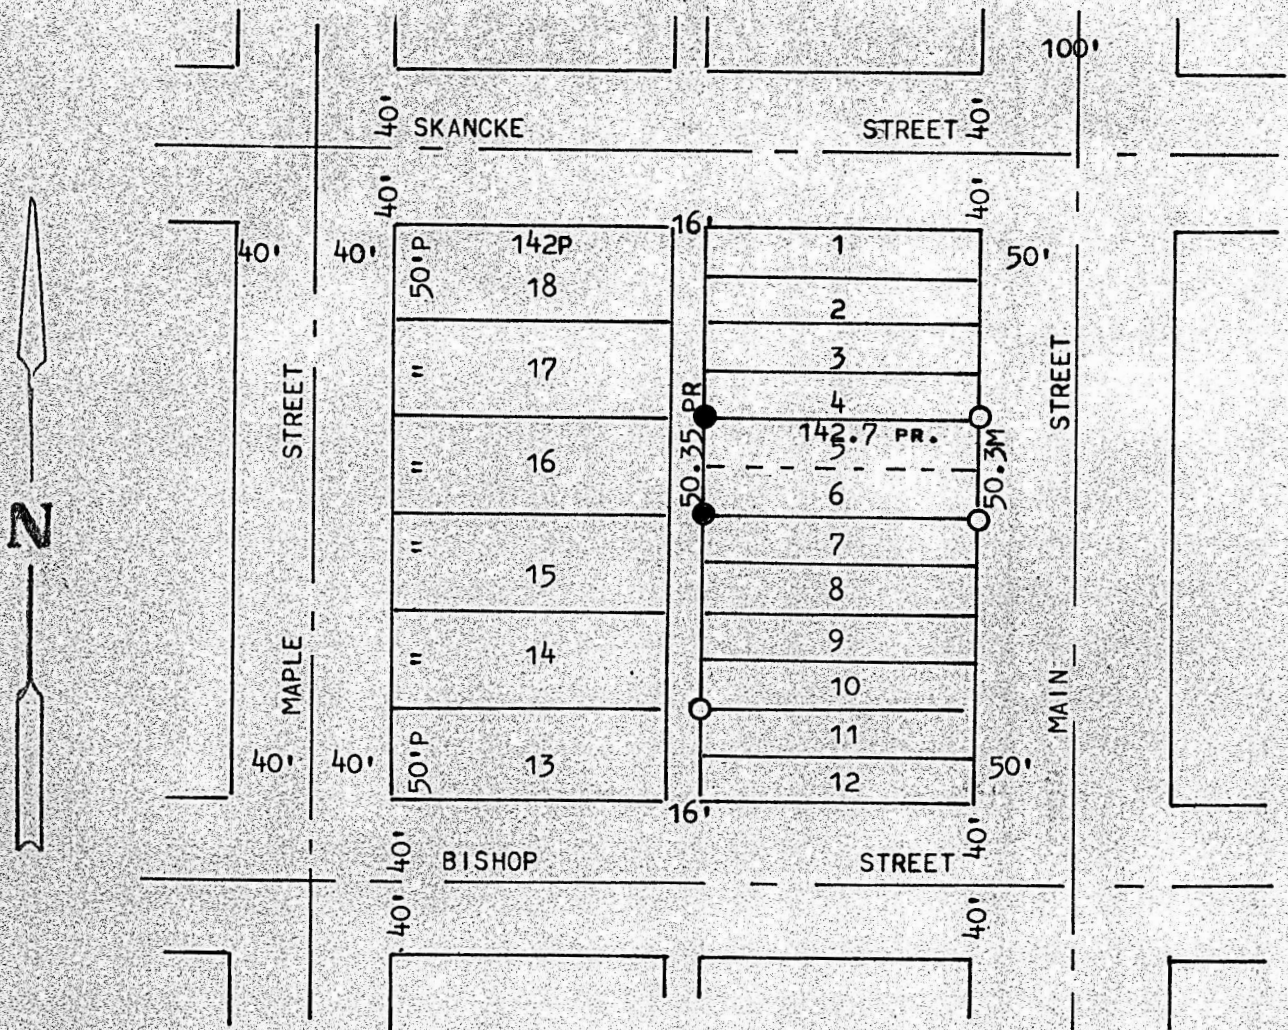 100'
40' 40'
SKANCKE STREET
40' 40'
16'
40' 40' 50'P 142P 1 50'
18
2
" 17 3
STREET STREET
4
50.35 PR 142.7 PR. 50.3M
5
" 16
6
N
" 7
15 8
" 14 9
MAPLE MAIN
10
11
40' 40' 50'P 13 50'
12
16'
40' 40'
BISHOP STREET
40' 40'